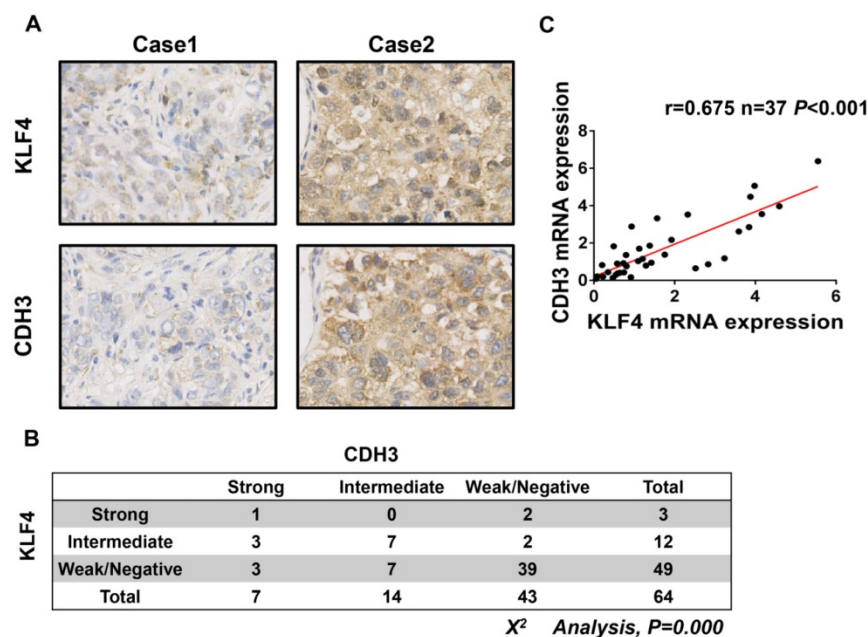 A
Case1 Case2
KLF4
CDH3
C
r=0.675 n=37 P<0.001
CDH3 mRNA expression
8
6
4
2
0
0 2 4 6
KLF4 mRNA expression
B
CDH3
KLF4
Strong Intermediate Weak/Negative Total
Strong 1 0 2 3
Intermediate 3 7 2 12
Weak/Negative 3 7 39 49
Total 7 14 43 64
X² Analysis, P=0.000